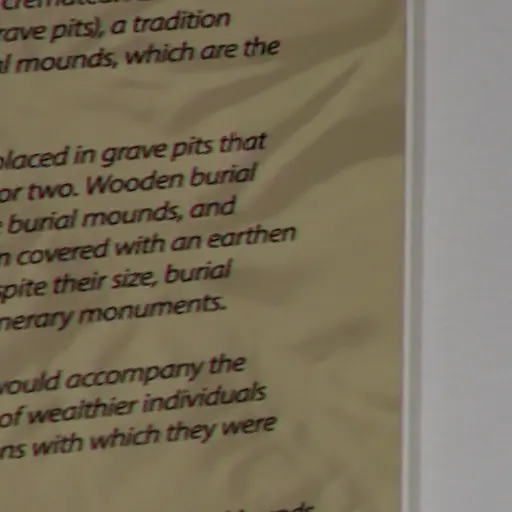 rave pits), a tradition
l mounds, which are the
placed in grave pits that
or two. Wooden burial
burial mounds, and
n covered with an earthen
spite their size, burial
nerary monuments.
would accompany the
of wealthier individuals
ns with which they were